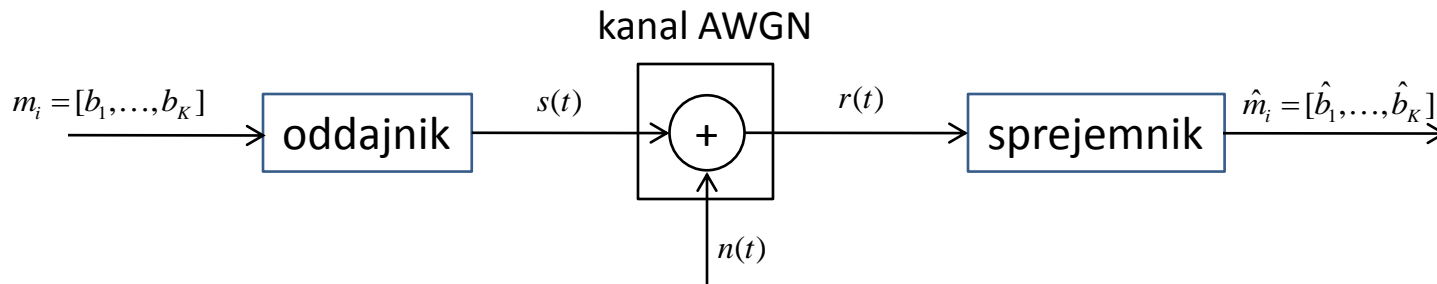 kanal AWGN
m_i = [b_1,…,b_K]
oddajnik
s(t)
+
r(t)
sprejemnik
m̂_i = [b̂_1,…,b̂_K]
n(t)